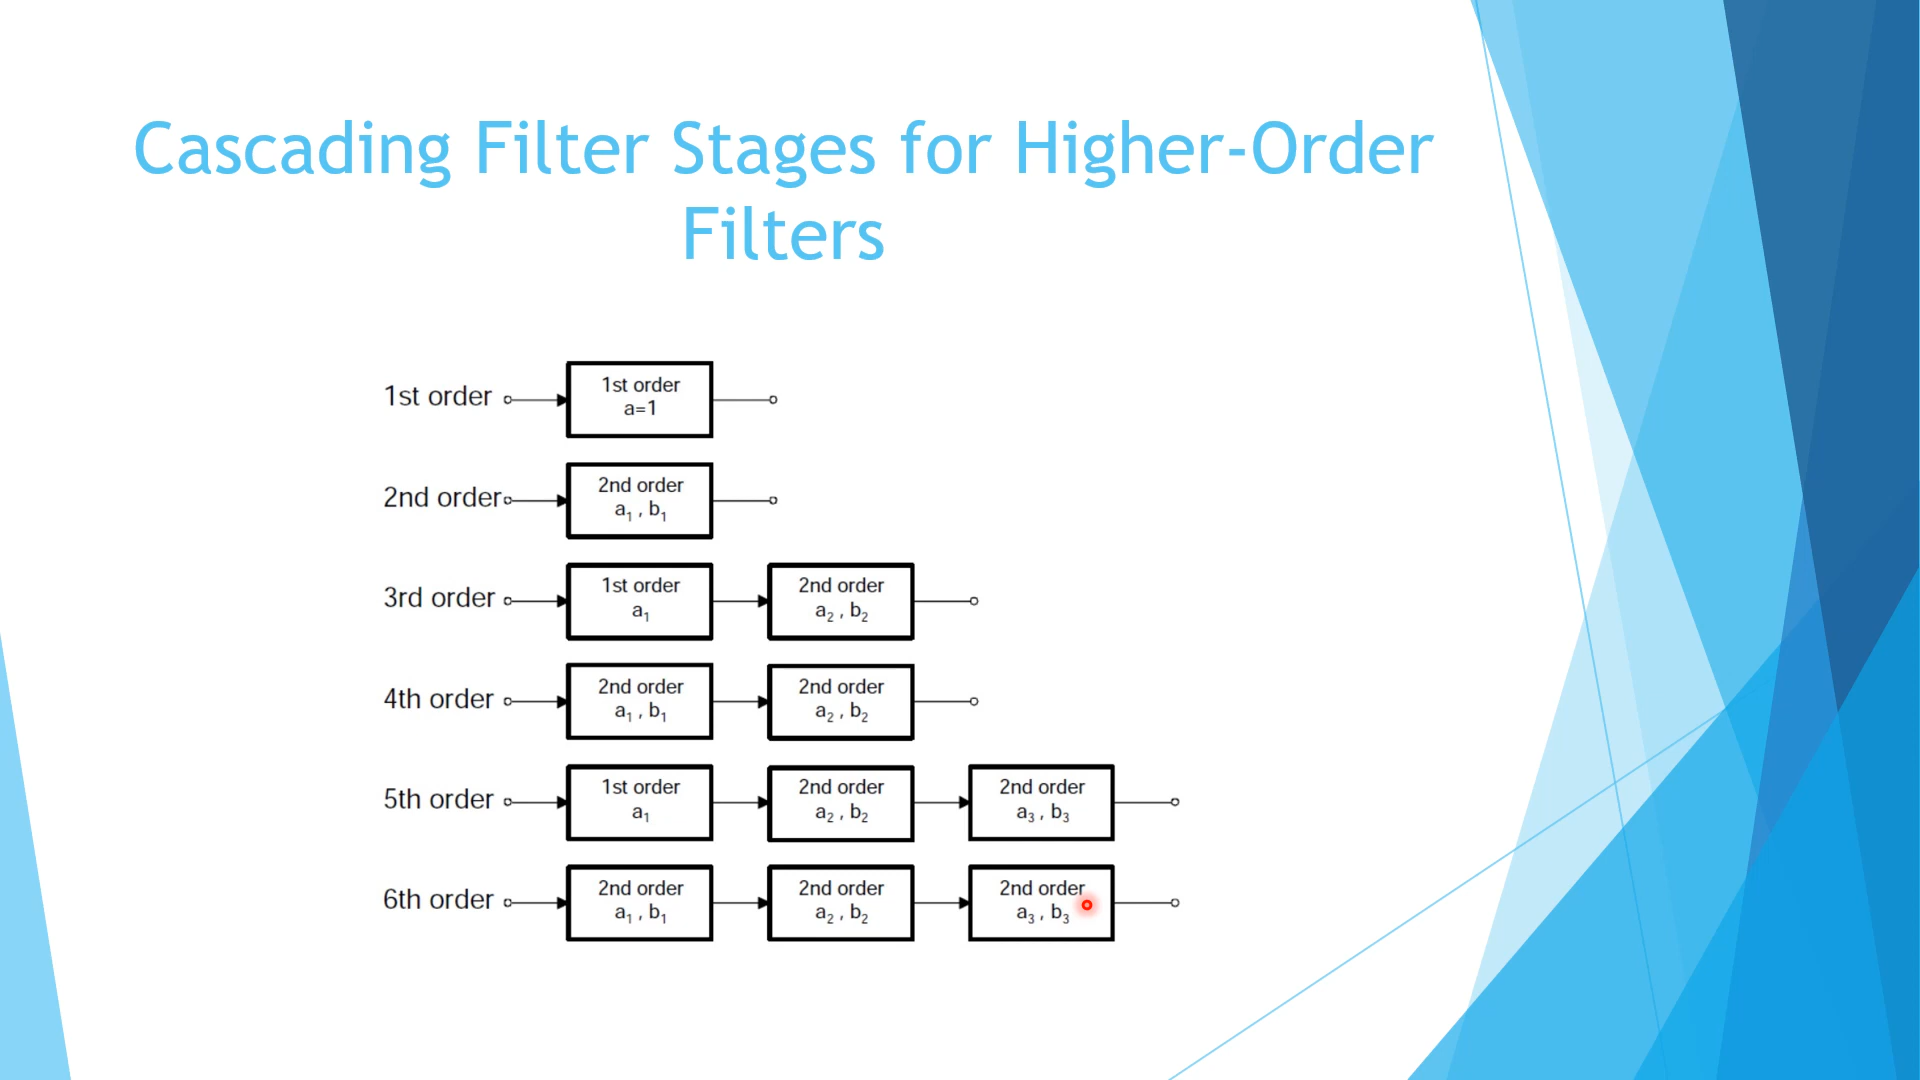 Cascading Filter Stages for Higher-Order
Filters
1st order
1st order
a=1
2nd order
2nd order
a₁ , b₁
3rd order
1st order
a₁
2nd order
a₂ , b₂
4th order
2nd order
a₁ , b₁
2nd order
a₂ , b₂
5th order
1st order
a₁
2nd order
a₂ , b₂
2nd order
a₃ , b₃
6th order
2nd order
a₁ , b₁
2nd order
a₂ , b₂
2nd order
a₃ , b₃